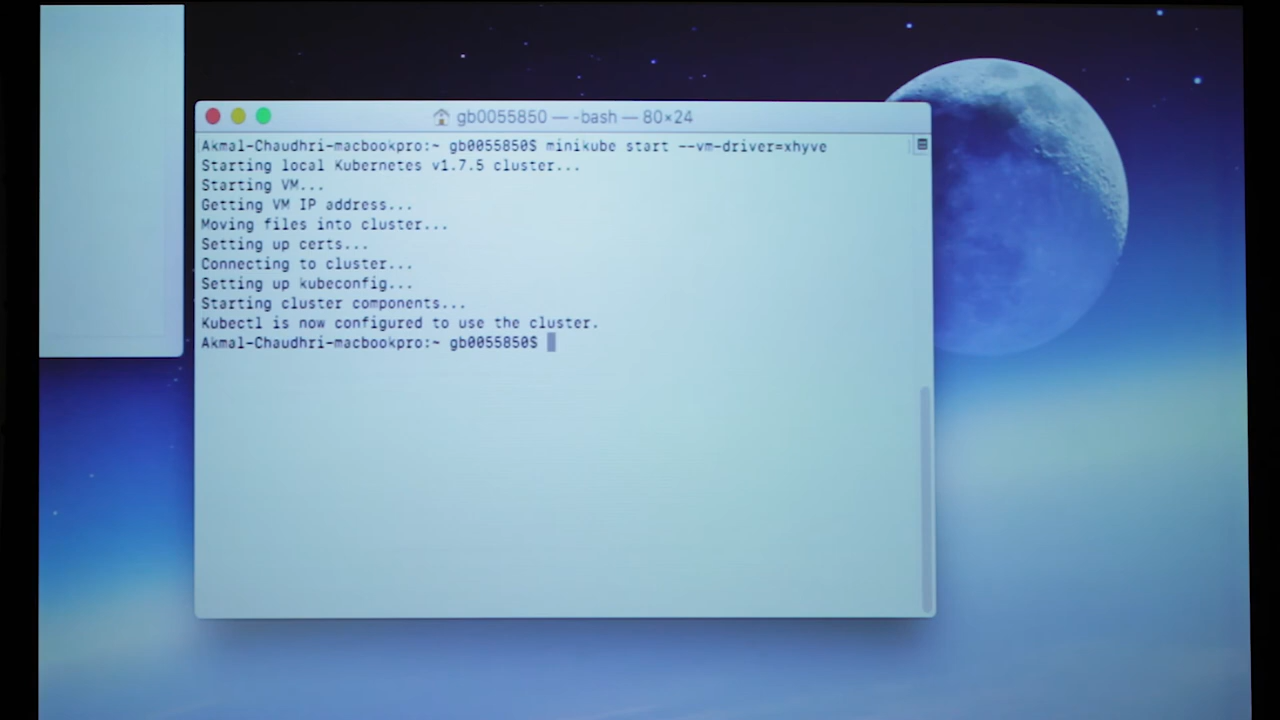 gb0055850 — -bash — 80×24
Akmal-Chaudhri-macbookpro:~ gb0055850$ minikube start --vm-driver=xhyve
Starting local Kubernetes v1.7.5 cluster...
Starting VM...
Getting VM IP address...
Moving files into cluster...
Setting up certs...
Connecting to cluster...
Setting up kubeconfig...
Starting cluster components...
Kubectl is now configured to use the cluster.
Akmal-Chaudhri-macbookpro:~ gb0055850$